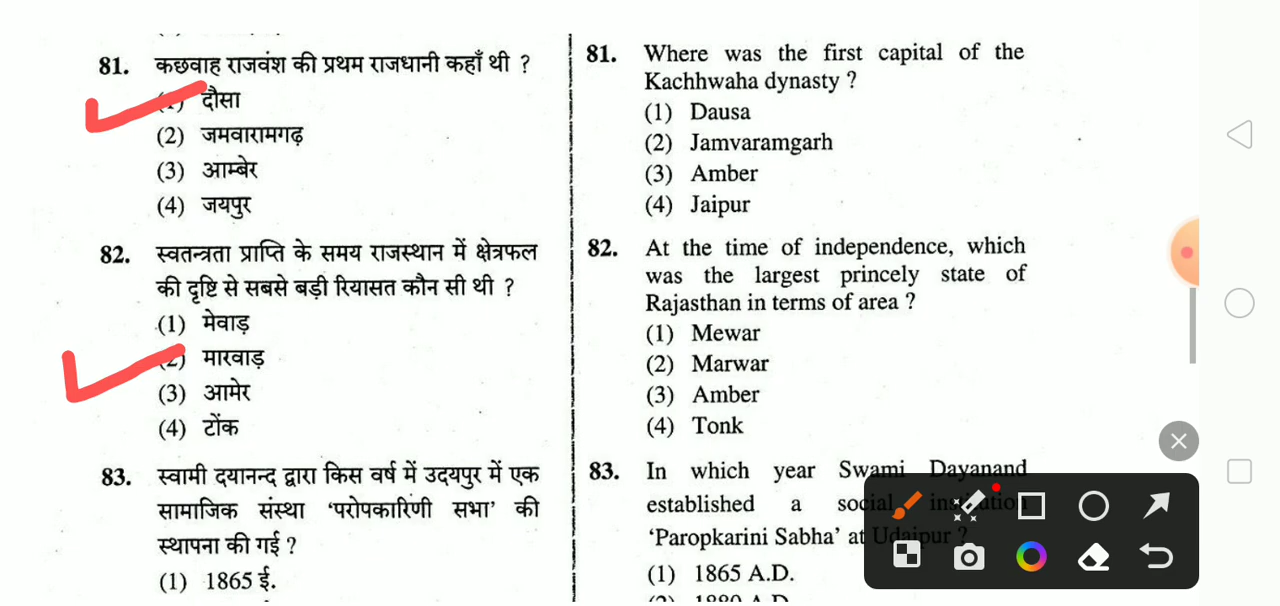 81. कछवाह राजवंश की प्रथम राजधानी कहाँ थी ?
(1) दौसा
(2) जमवारामगढ़
(3) आम्बेर
(4) जयपुर
82. स्वतन्त्रता प्राप्ति के समय राजस्थान में क्षेत्रफल
की दृष्टि से सबसे बड़ी रियासत कौन सी थी ?
(1) मेवाड़
(2) मारवाड़
(3) आमेर
(4) टोंक
83. स्वामी दयानन्द द्वारा किस वर्ष में उदयपुर में एक
सामाजिक संस्था ‘परोपकारिणी सभा’ की
स्थापना की गई ?
(1) 1865 ई.
81. Where was the first capital of the
Kachhwaha dynasty ?
(1) Dausa
(2) Jamvaramgarh
(3) Amber
(4) Jaipur
82. At the time of independence, which
was the largest princely state of
Rajasthan in terms of area ?
(1) Mewar
(2) Marwar
(3) Amber
(4) Tonk
83. In which year Swami Dayanand
established a social institution
‘Paropkarini Sabha’ at Udaipur ?
(1) 1865 A.D.